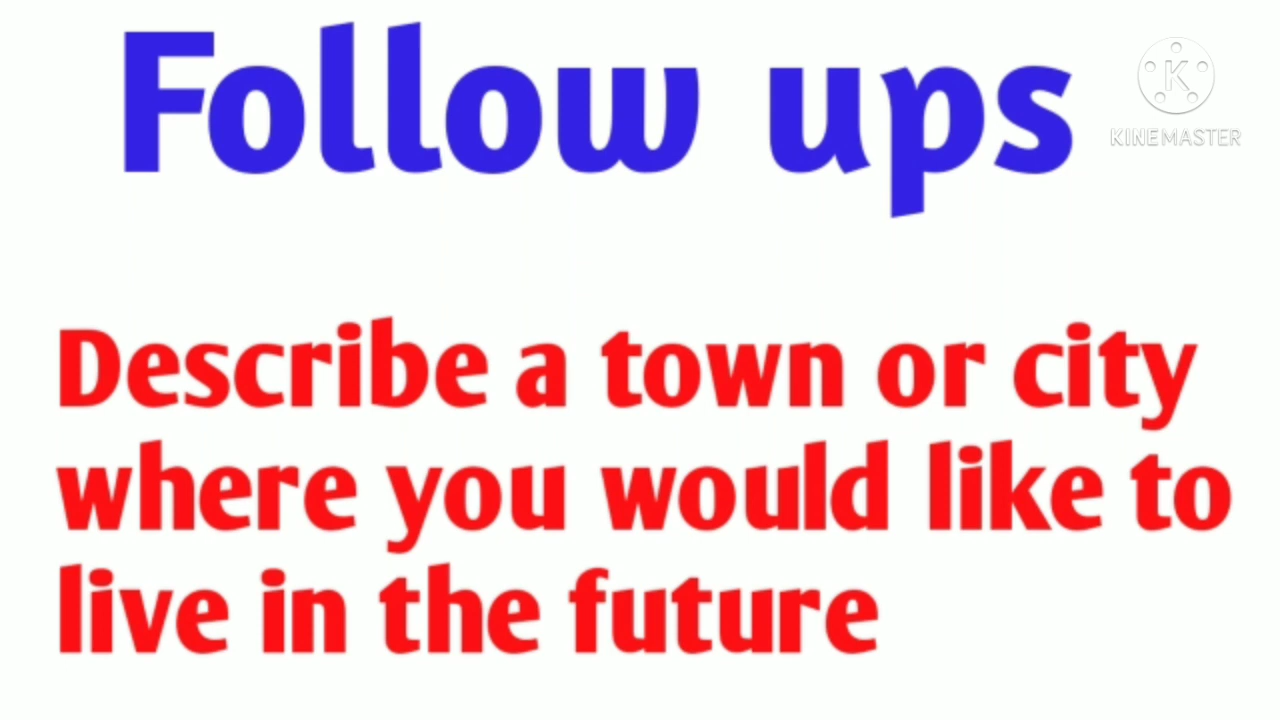 Follow ups
K
KINEMASTER
Describe a town or city
where you would like to
live in the future